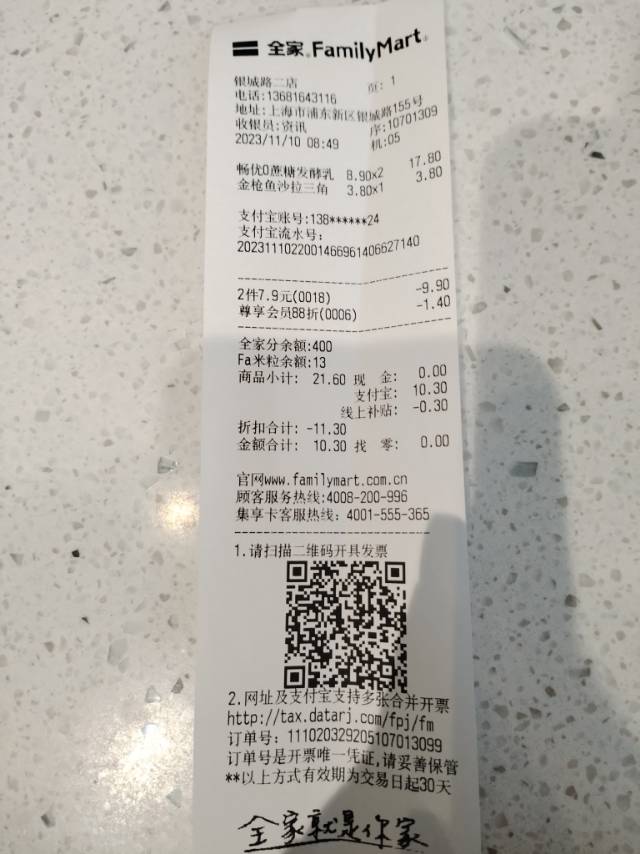 全家 FamilyMart
银城路二店 页: 1
电话:13681643116
地址:上海市浦东新区银城路155号
收银员:资讯 序:10701309
2023/11/10 08:49 机:05
畅优0蔗糖发酵乳 8.90x2 17.80
金枪鱼沙拉三角 3.80x1 3.80
支付宝账号:138******24
支付宝流水号:
2023111022001466961406627140
2件7.9元(0018) -9.90
尊享会员88折(0006) -1.40
全家分余额:400
Fa米粒余额:13
商品小计: 21.60 现 金: 0.00
支付宝: 10.30
线上补贴: -0.30
折扣合计: -11.30
金额合计: 10.30 找 零: 0.00
官网www.familymart.com.cn
顾客服务热线:4008-200-996
集享卡客服热线: 4001-555-365
1.请扫描二维码开具发票
2.网址及支付宝支持多张合并开票
http://tax.datarj.com/fpj/fm
订单号: 111020329205107013099
订单号是开票唯一凭证,请妥善保管
**以上方式有效期为交易日起30天
全家就是你家